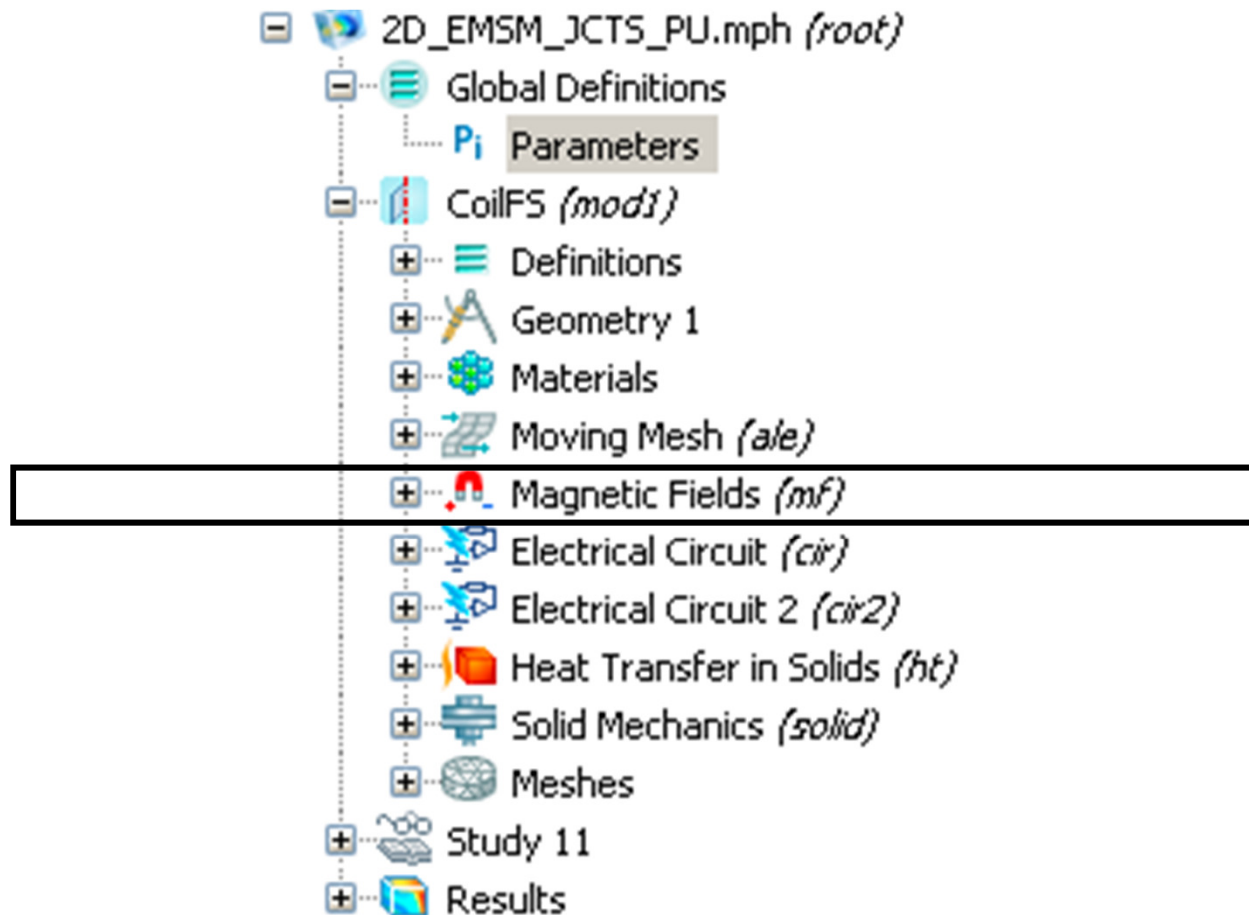 2D_EMSM_JCTS_PU.mph (root)
Global Definitions
Pi Parameters
CoilFS (mod1)
Definitions
Geometry 1
Materials
Moving Mesh (ale)
Magnetic Fields (mf)
Electrical Circuit (cir)
Electrical Circuit 2 (cir2)
Heat Transfer in Solids (ht)
Solid Mechanics (solid)
Meshes
Study 11
Results